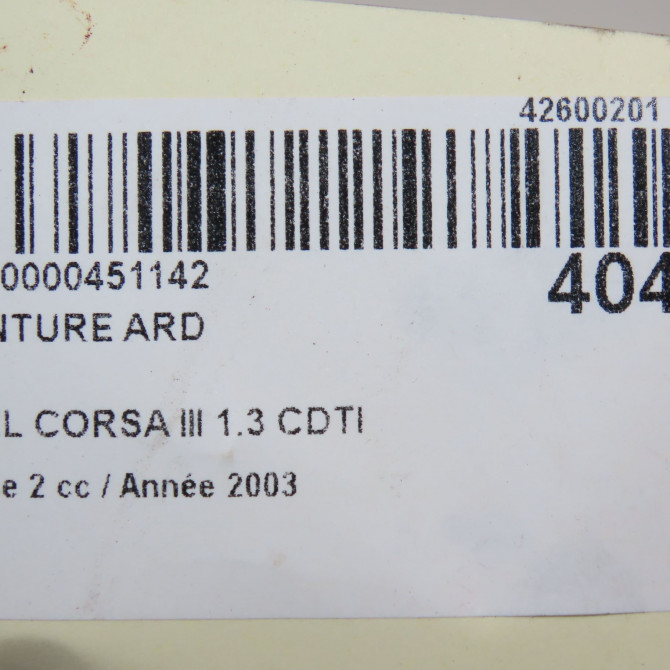 42600201
0000451142
404
NTURE ARD
L CORSA III 1.3 CDTI
e 2 cc / Année 2003